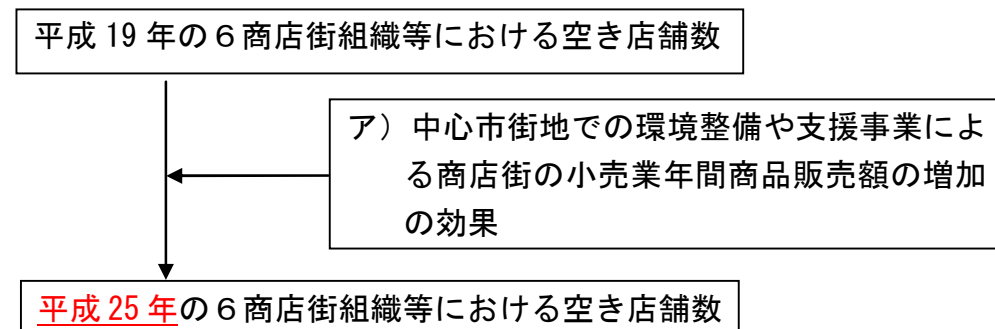 平成 19 年の６商店街組織等における空き店舗数
ア）中心市街地での環境整備や支援事業によ
る商店街の小売業年間商品販売額の増加
の効果
平成 25 年の６商店街組織等における空き店舗数